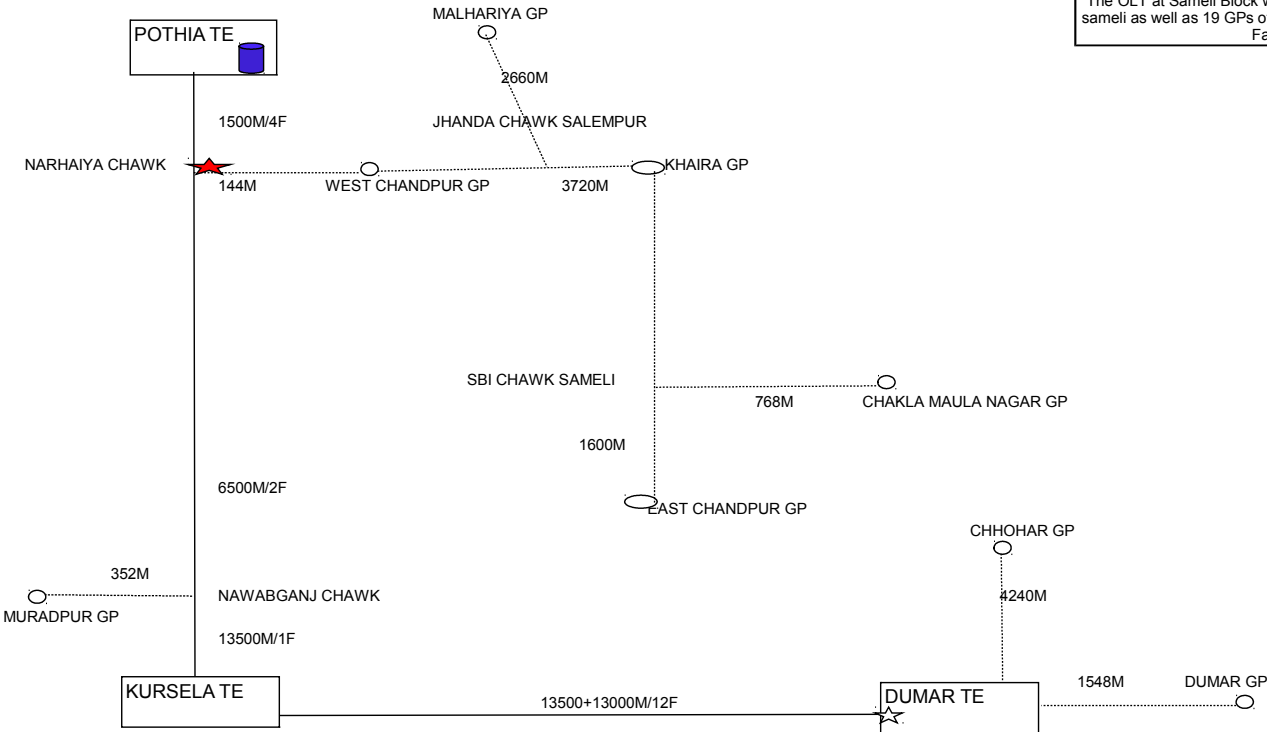 The OLT at Sameli Block
sameli as well as 19 GPs of
MALHARIYA GP
POTHIA TE
2660M
1500M/4F
JHANDA CHAWK SALEMPUR
NARHAIYA CHAWK
KHAIRA GP
144M
WEST CHANDPUR GP
3720M
SBI CHAWK SAMELI
768M
CHAKLA MAULA NAGAR GP
1600M
6500M/2F
EAST CHANDPUR GP
CHHOHAR GP
352M
NAWABGANJ CHAWK
4240M
MURADPUR GP
13500M/1F
KURSELA TE
13500+13000M/12F
DUMAR TE
1548M
DUMAR GP